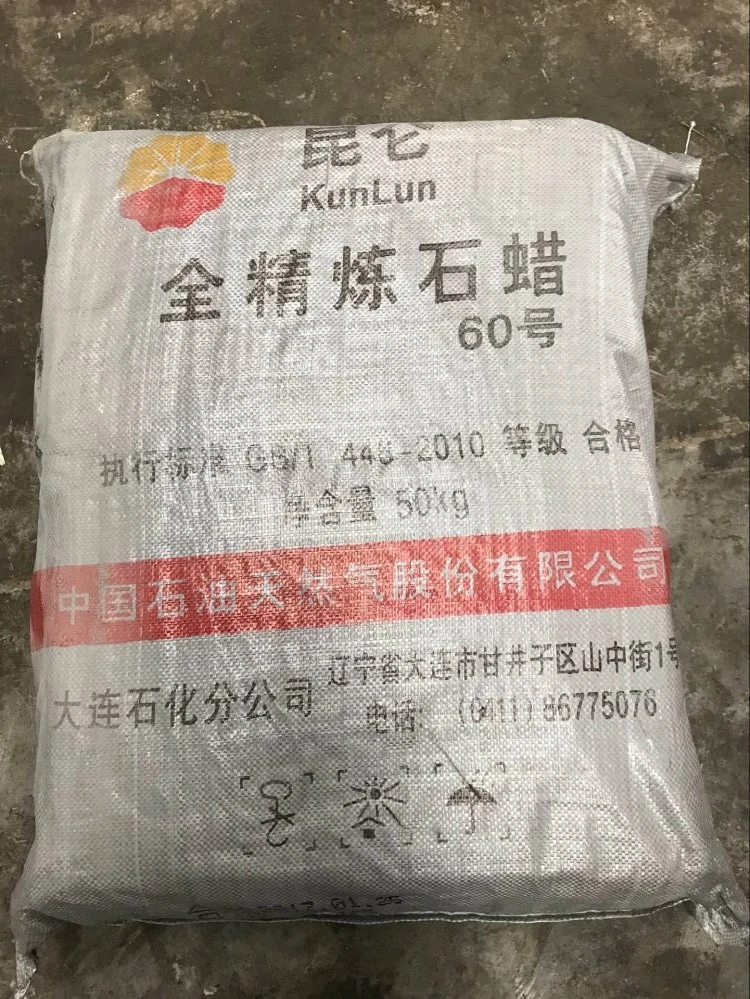 昆仑
KunLun
全精炼石蜡
60号
执行标准 GB/T 446-2010 等级 合格
净含量 50kg
中国石油天然气股份有限公司
大连石化分公司
辽宁省大连市甘井子区山中街1号
电话: (0411) 86775076
2017.01.25